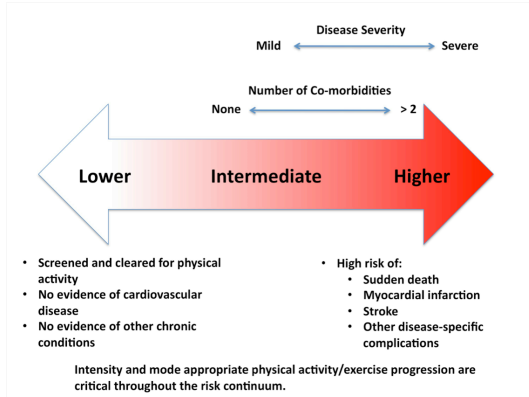 Disease Severity
Mild Severe
Number of Co-morbidities
None > 2
Lower Intermediate Higher
• Screened and cleared for physical
activity
• No evidence of cardiovascular
disease
• No evidence of other chronic
conditions
• High risk of:
• Sudden death
• Myocardial infarction
• Stroke
• Other disease-specific
complications
Intensity and mode appropriate physical activity/exercise progression are
critical throughout the risk continuum.